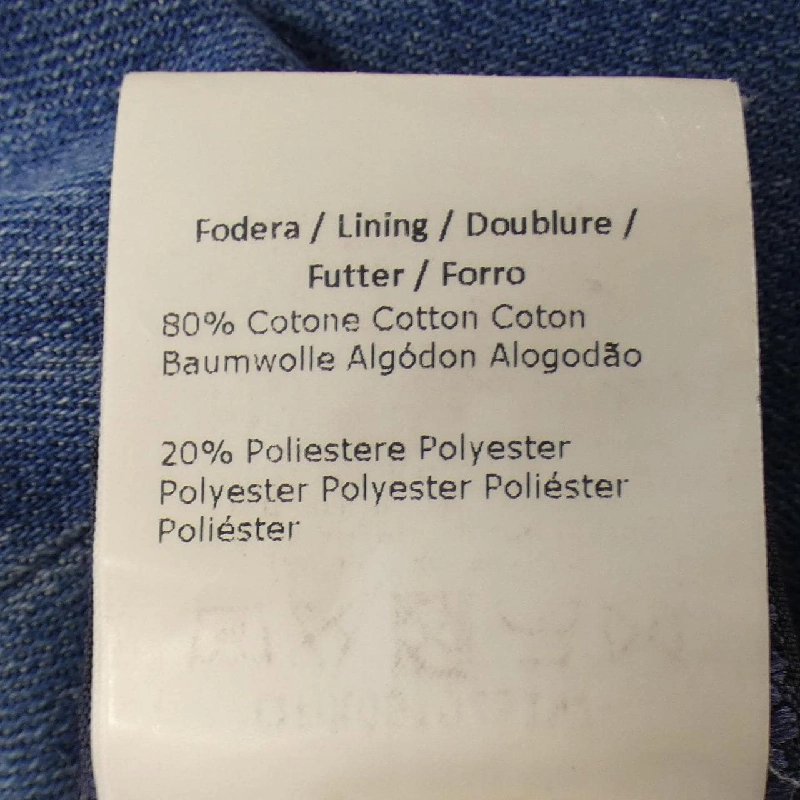 Fodera / Lining / Doublure /
Futter / Forro
80% Cotone Cotton Coton
Baumwolle Algódon Alogodão
20% Poliestere Polyester
Polyester Polyester Poliéster
Poliéster